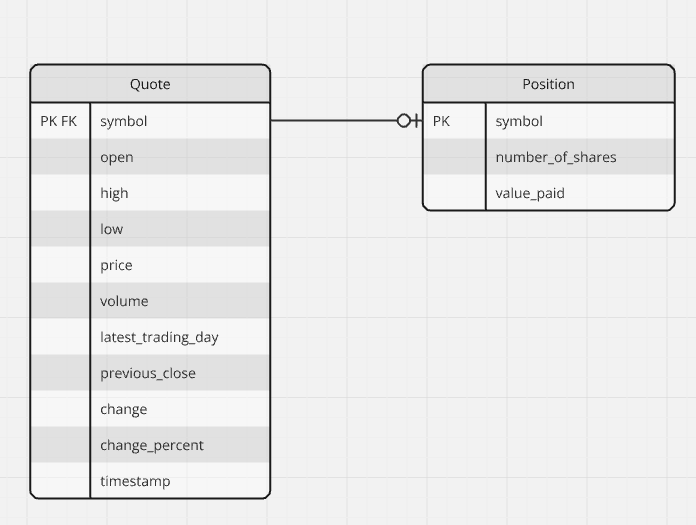 Quote
PK FK symbol
open
high
low
price
volume
latest_trading_day
previous_close
change
change_percent
timestamp
Position
PK symbol
number_of_shares
value_paid